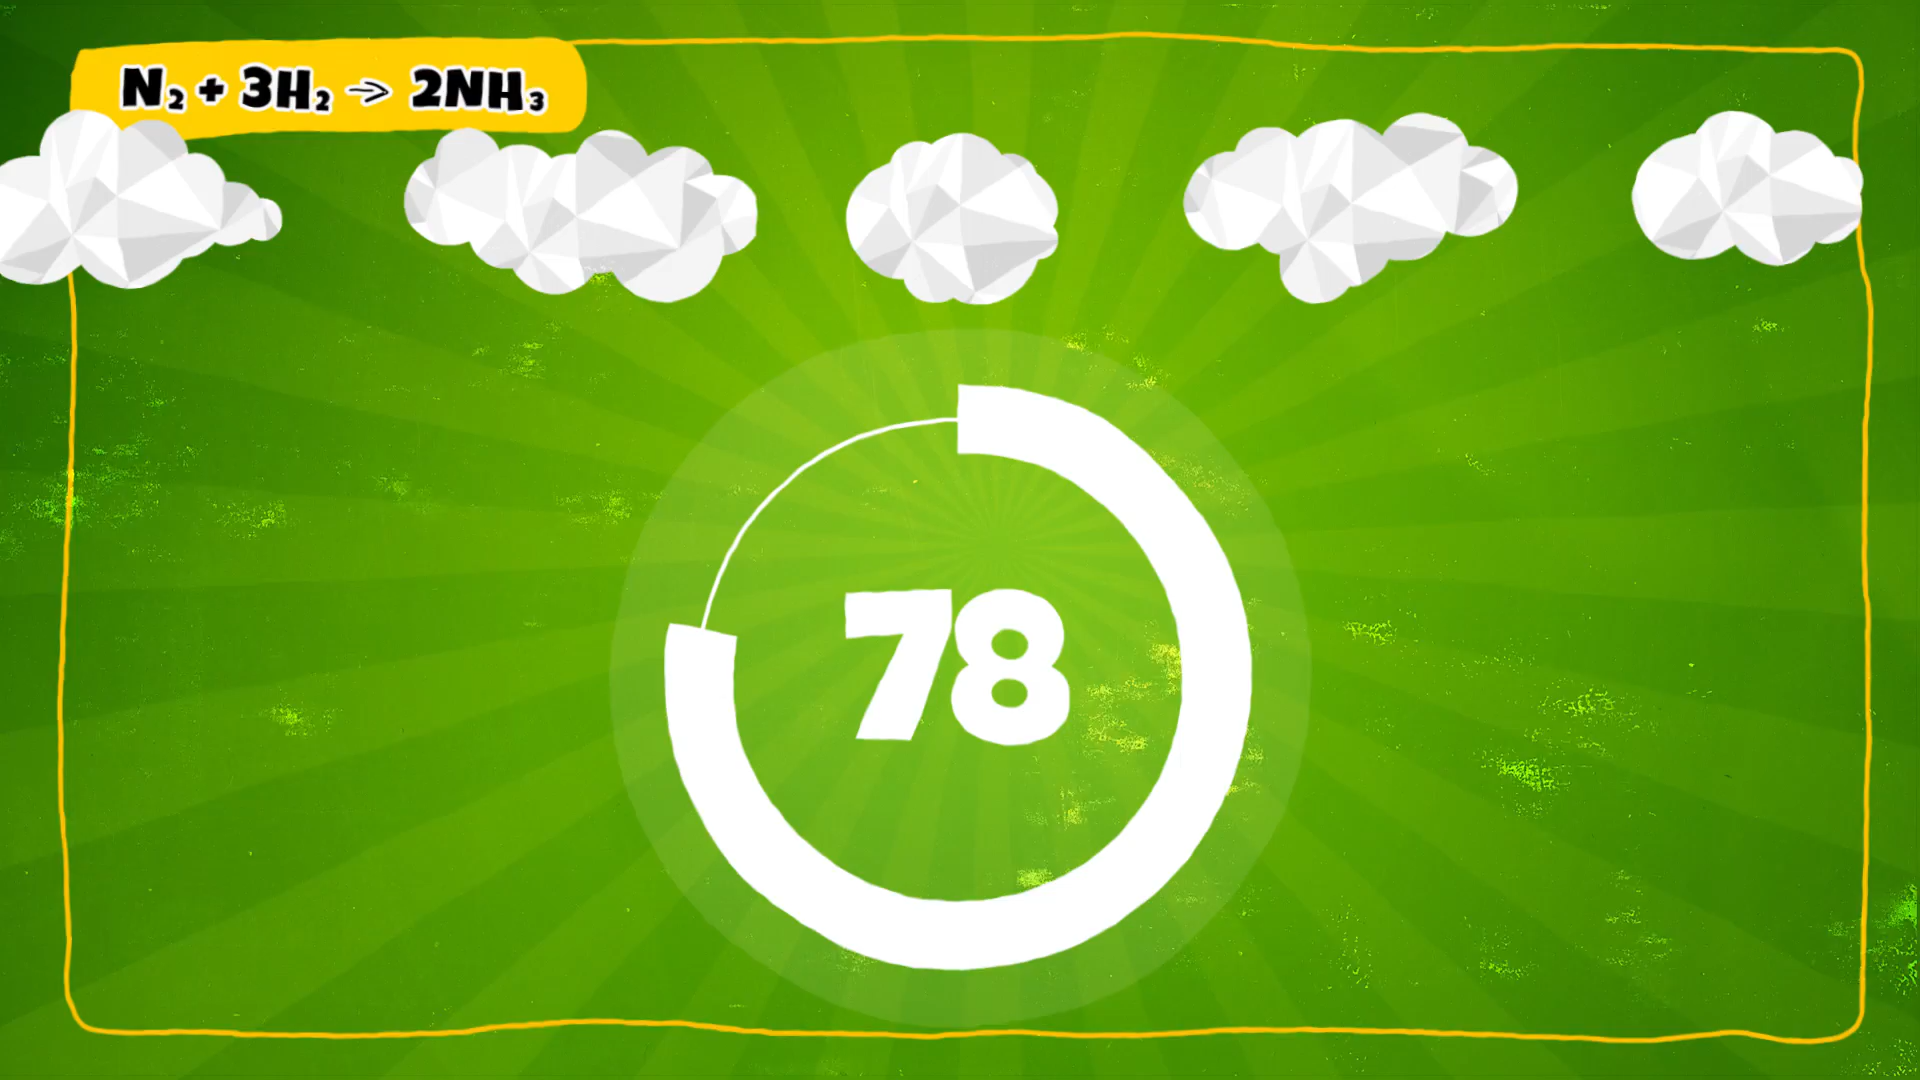 N₂ + 3H₂ → 2NH₃
78